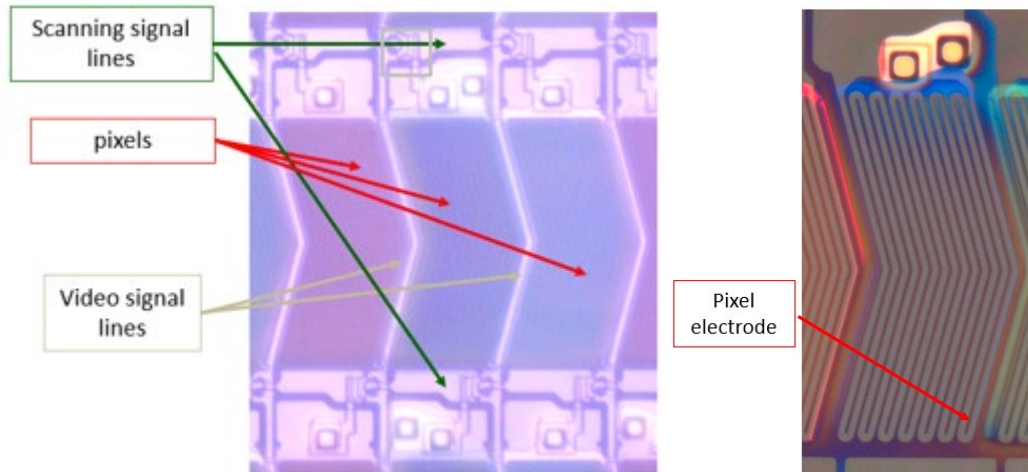 Scanning signal
lines
pixels
Video signal
lines
Pixel
electrode